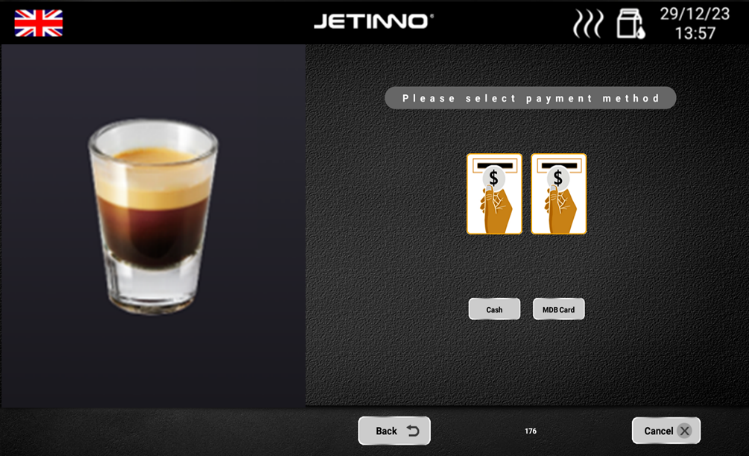 JETINNO®
29/12/23
13:57
Please select payment method
$ $
Cash MDB Card
Back 176 Cancel